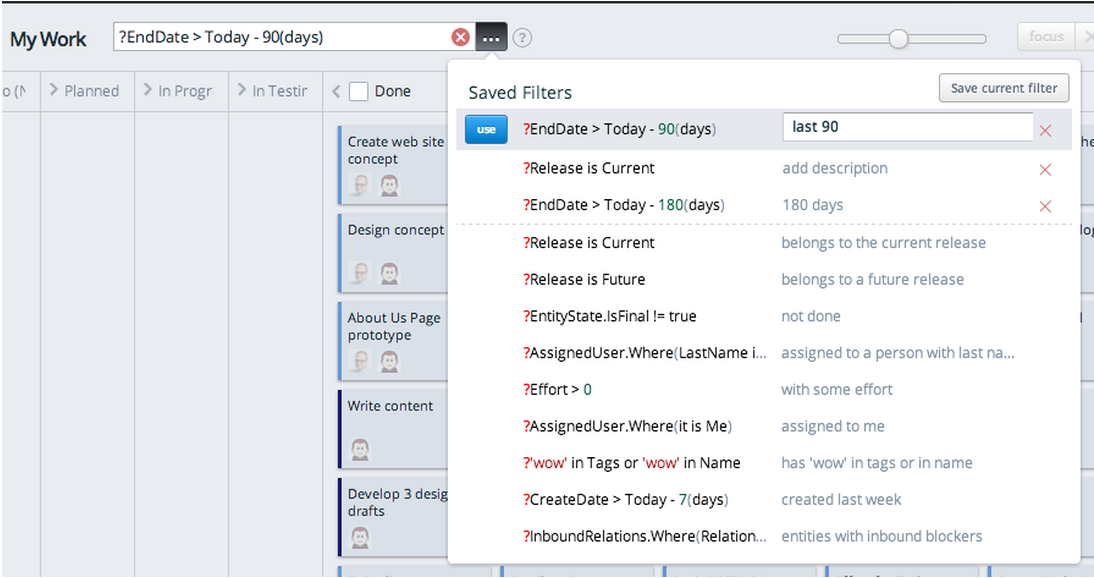 My Work
?EndDate > Today - 90(days)
...
?
focus
Planned
In Progr
In Testir
Done
Saved Filters
Save current filter
use
?EndDate > Today - 90(days)
last 90
?Release is Current
add description
?EndDate > Today - 180(days)
180 days
?Release is Current
belongs to the current release
?Release is Future
belongs to a future release
?EntityState.IsFinal != true
not done
?AssignedUser.Where(LastName i...
assigned to a person with last na...
?Effort > 0
with some effort
?AssignedUser.Where(it is Me)
assigned to me
?'wow' in Tags or 'wow' in Name
has 'wow' in tags or in name
?CreateDate > Today - 7(days)
created last week
?InboundRelations.Where(Relation...
entities with inbound blockers
Create web site
concept
Design concept
About Us Page
prototype
Write content
Develop 3 desig
drafts